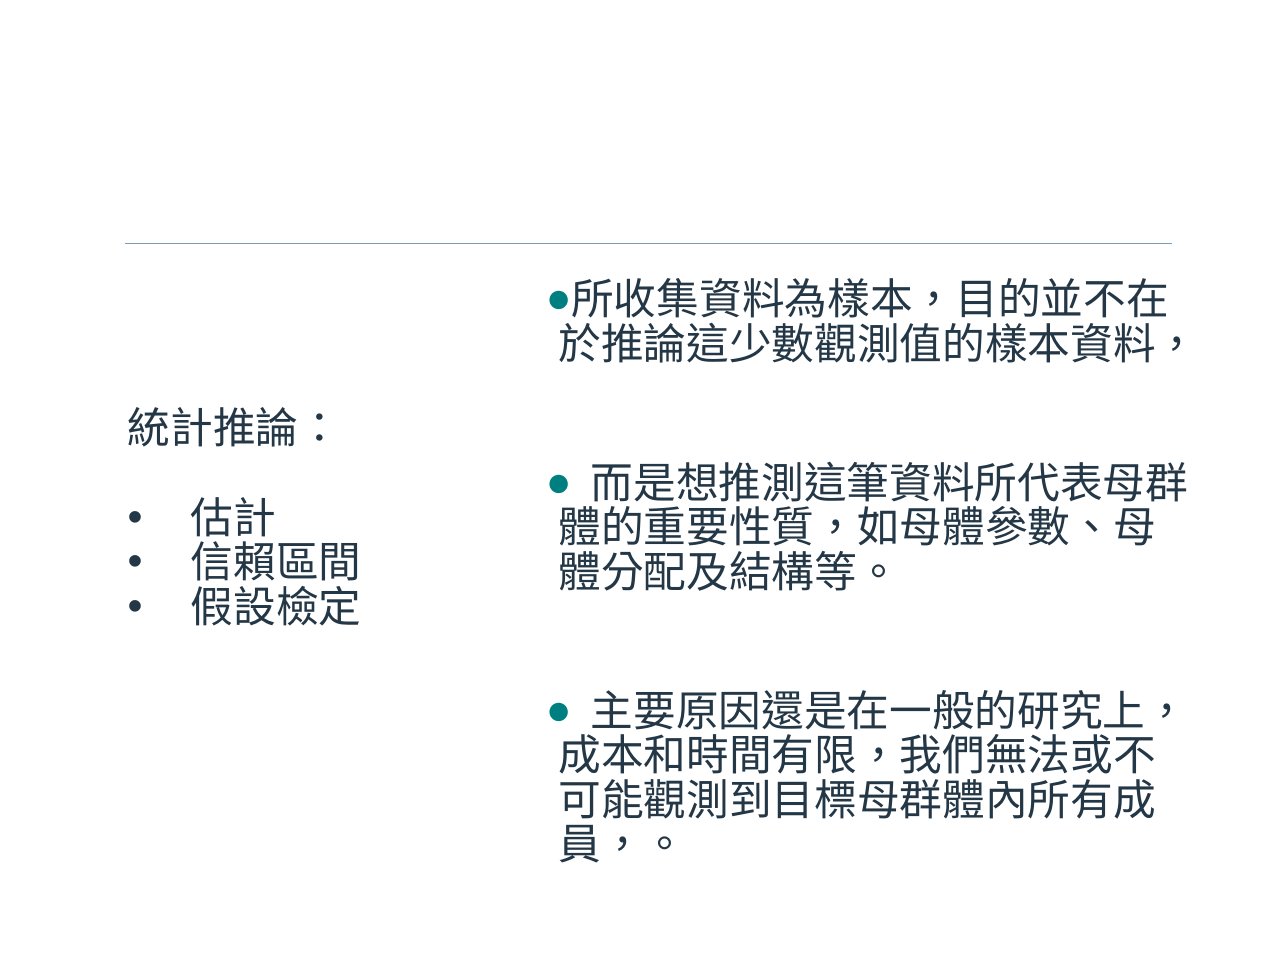 統計推論：
• 估計
• 信賴區間
• 假設檢定
●所收集資料為樣本，目的並不在
於推論這少數觀測值的樣本資料，
● 而是想推測這筆資料所代表母群
體的重要性質，如母體參數、母
體分配及結構等。
● 主要原因還是在一般的研究上，
成本和時間有限，我們無法或不
可能觀測到目標母群體內所有成
員，。